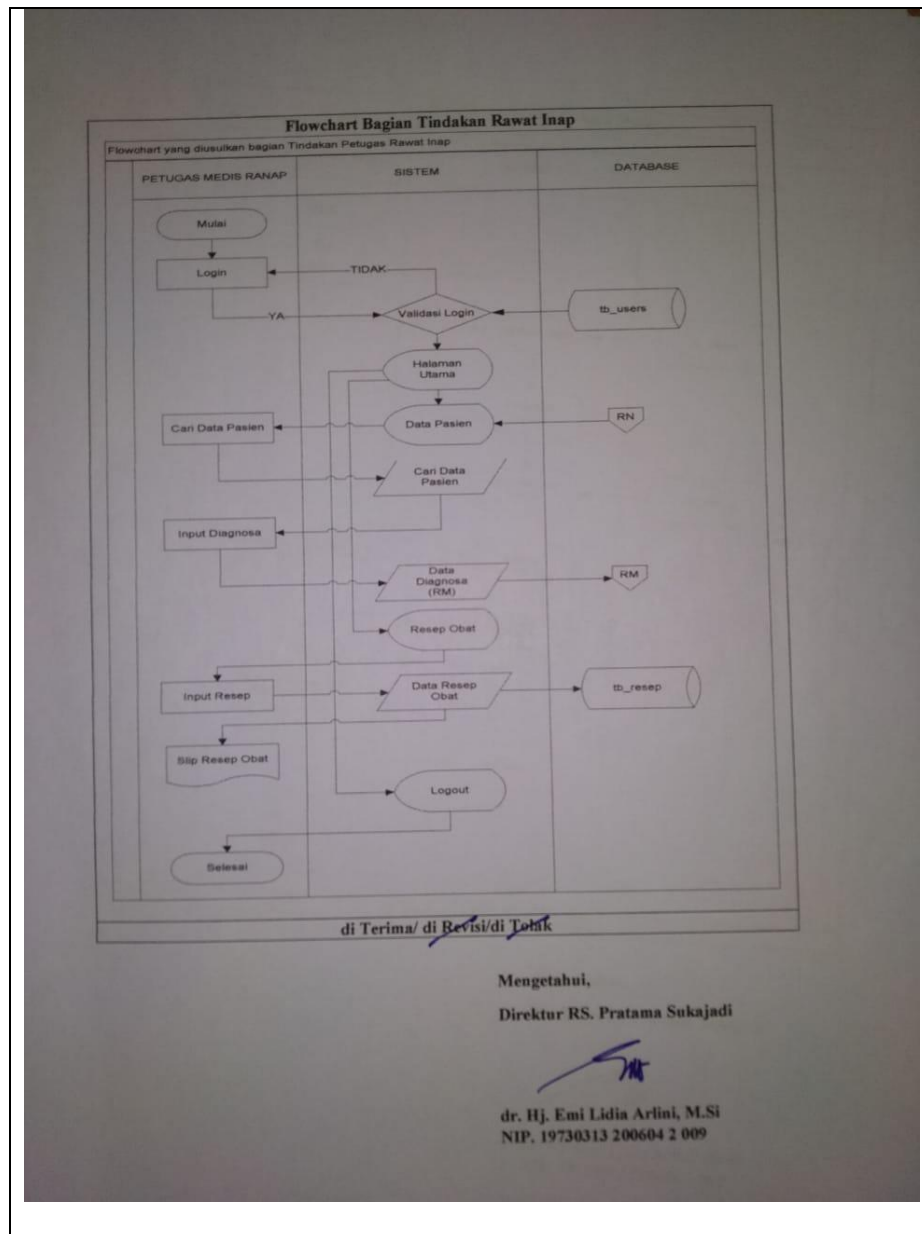 Flowchart Bagian Tindakan Rawat Inap
Flowchart yang diusulkan bagian Tindakan Petugas Rawat Inap
PETUGAS MEDIS RANAP
SISTEM
DATABASE
Mulai
Login
TIDAK
YA
Validasi Login
tb_users
Halaman
Utama
Cari Data Pasien
Data Pasien
RN
Cari Data
Pasien
Input Diagnosa
Data
Diagnosa
(RM)
RM
Resep Obat
Input Resep
Data Resep
Obat
tb_resep
Slip Resep Obat
Logout
Selesai
di Terima/ di Revisi/di Tolak
Mengetahui,
Direktur RS. Pratama Sukajadi
dr. Hj. Emi Lidia Arlini, M.Si
NIP. 19730313 200604 2 009